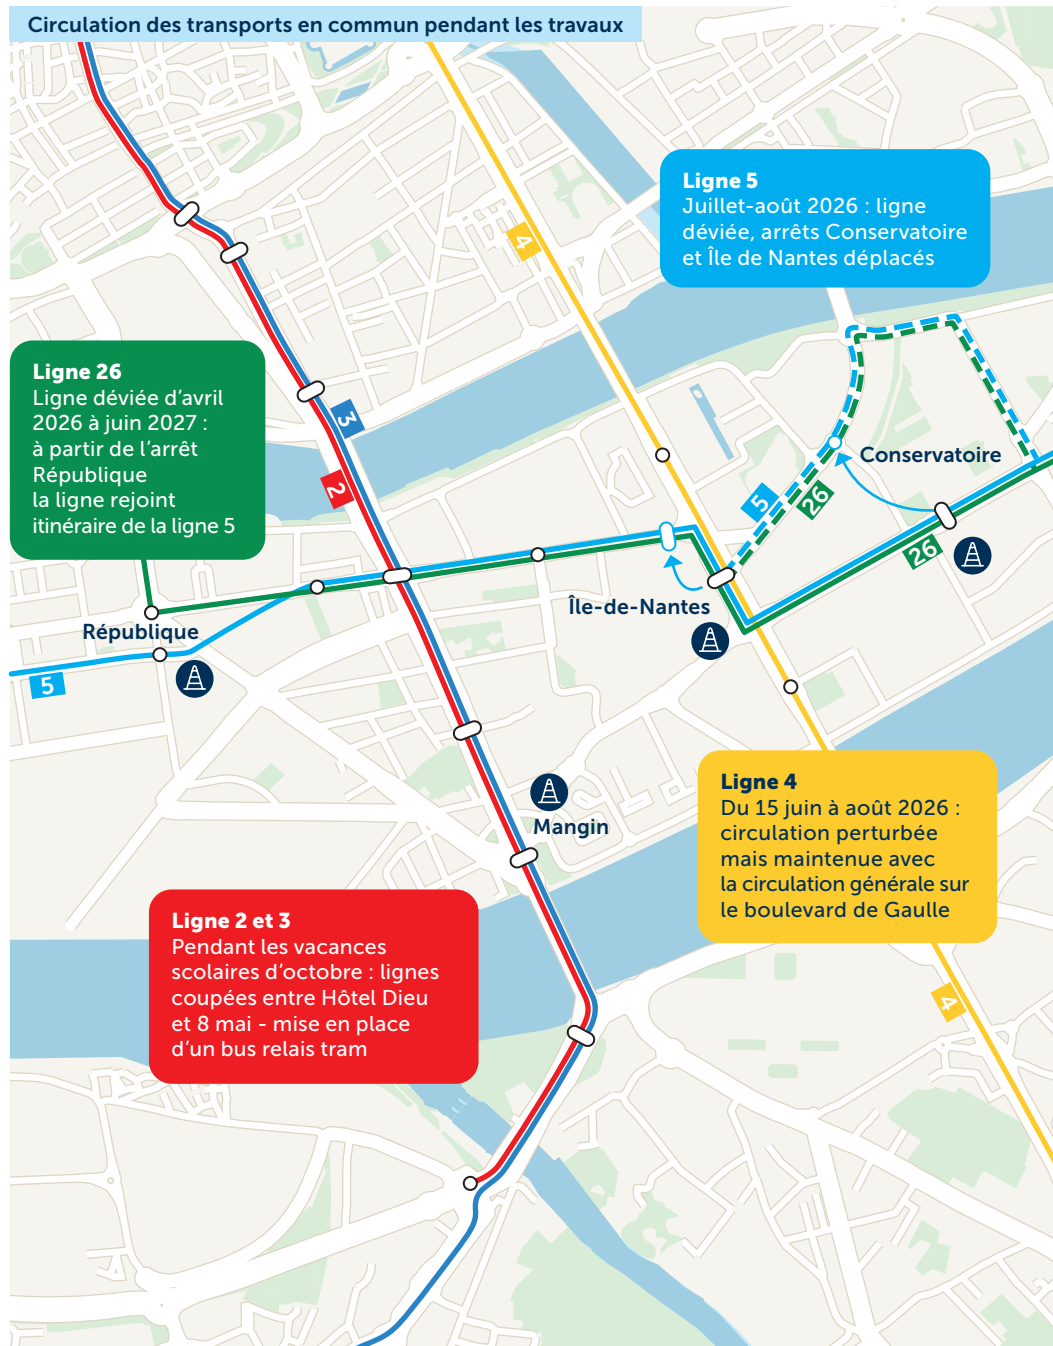 Circulation des transports en commun pendant les travaux
4
Ligne 5
Juillet-août 2026 : ligne
déviée, arrêts Conservatoire
et Île de Nantes déplacés
Ligne 26
Ligne déviée d’avril
2026 à juin 2027 :
à partir de l’arrêt
République
la ligne rejoint
itinéraire de la ligne 5
3
2
Conservatoire
5
26
26
Île-de-Nantes
République
5
Mangin
Ligne 4
Du 15 juin à août 2026 :
circulation perturbée
mais maintenue avec
la circulation générale sur
le boulevard de Gaulle
Ligne 2 et 3
Pendant les vacances
scolaires d’octobre : lignes
coupées entre Hôtel Dieu
et 8 mai - mise en place
d’un bus relais tram
4